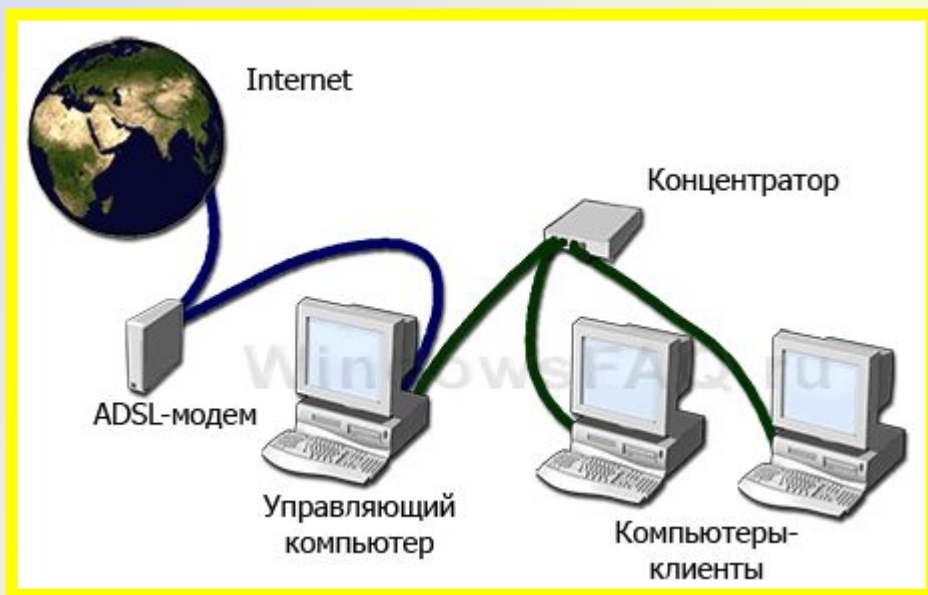 Internet
Концентратор
WindowsFAQ.ru
ADSL-модем
Управляющий
компьютер
Компьютеры-
клиенты